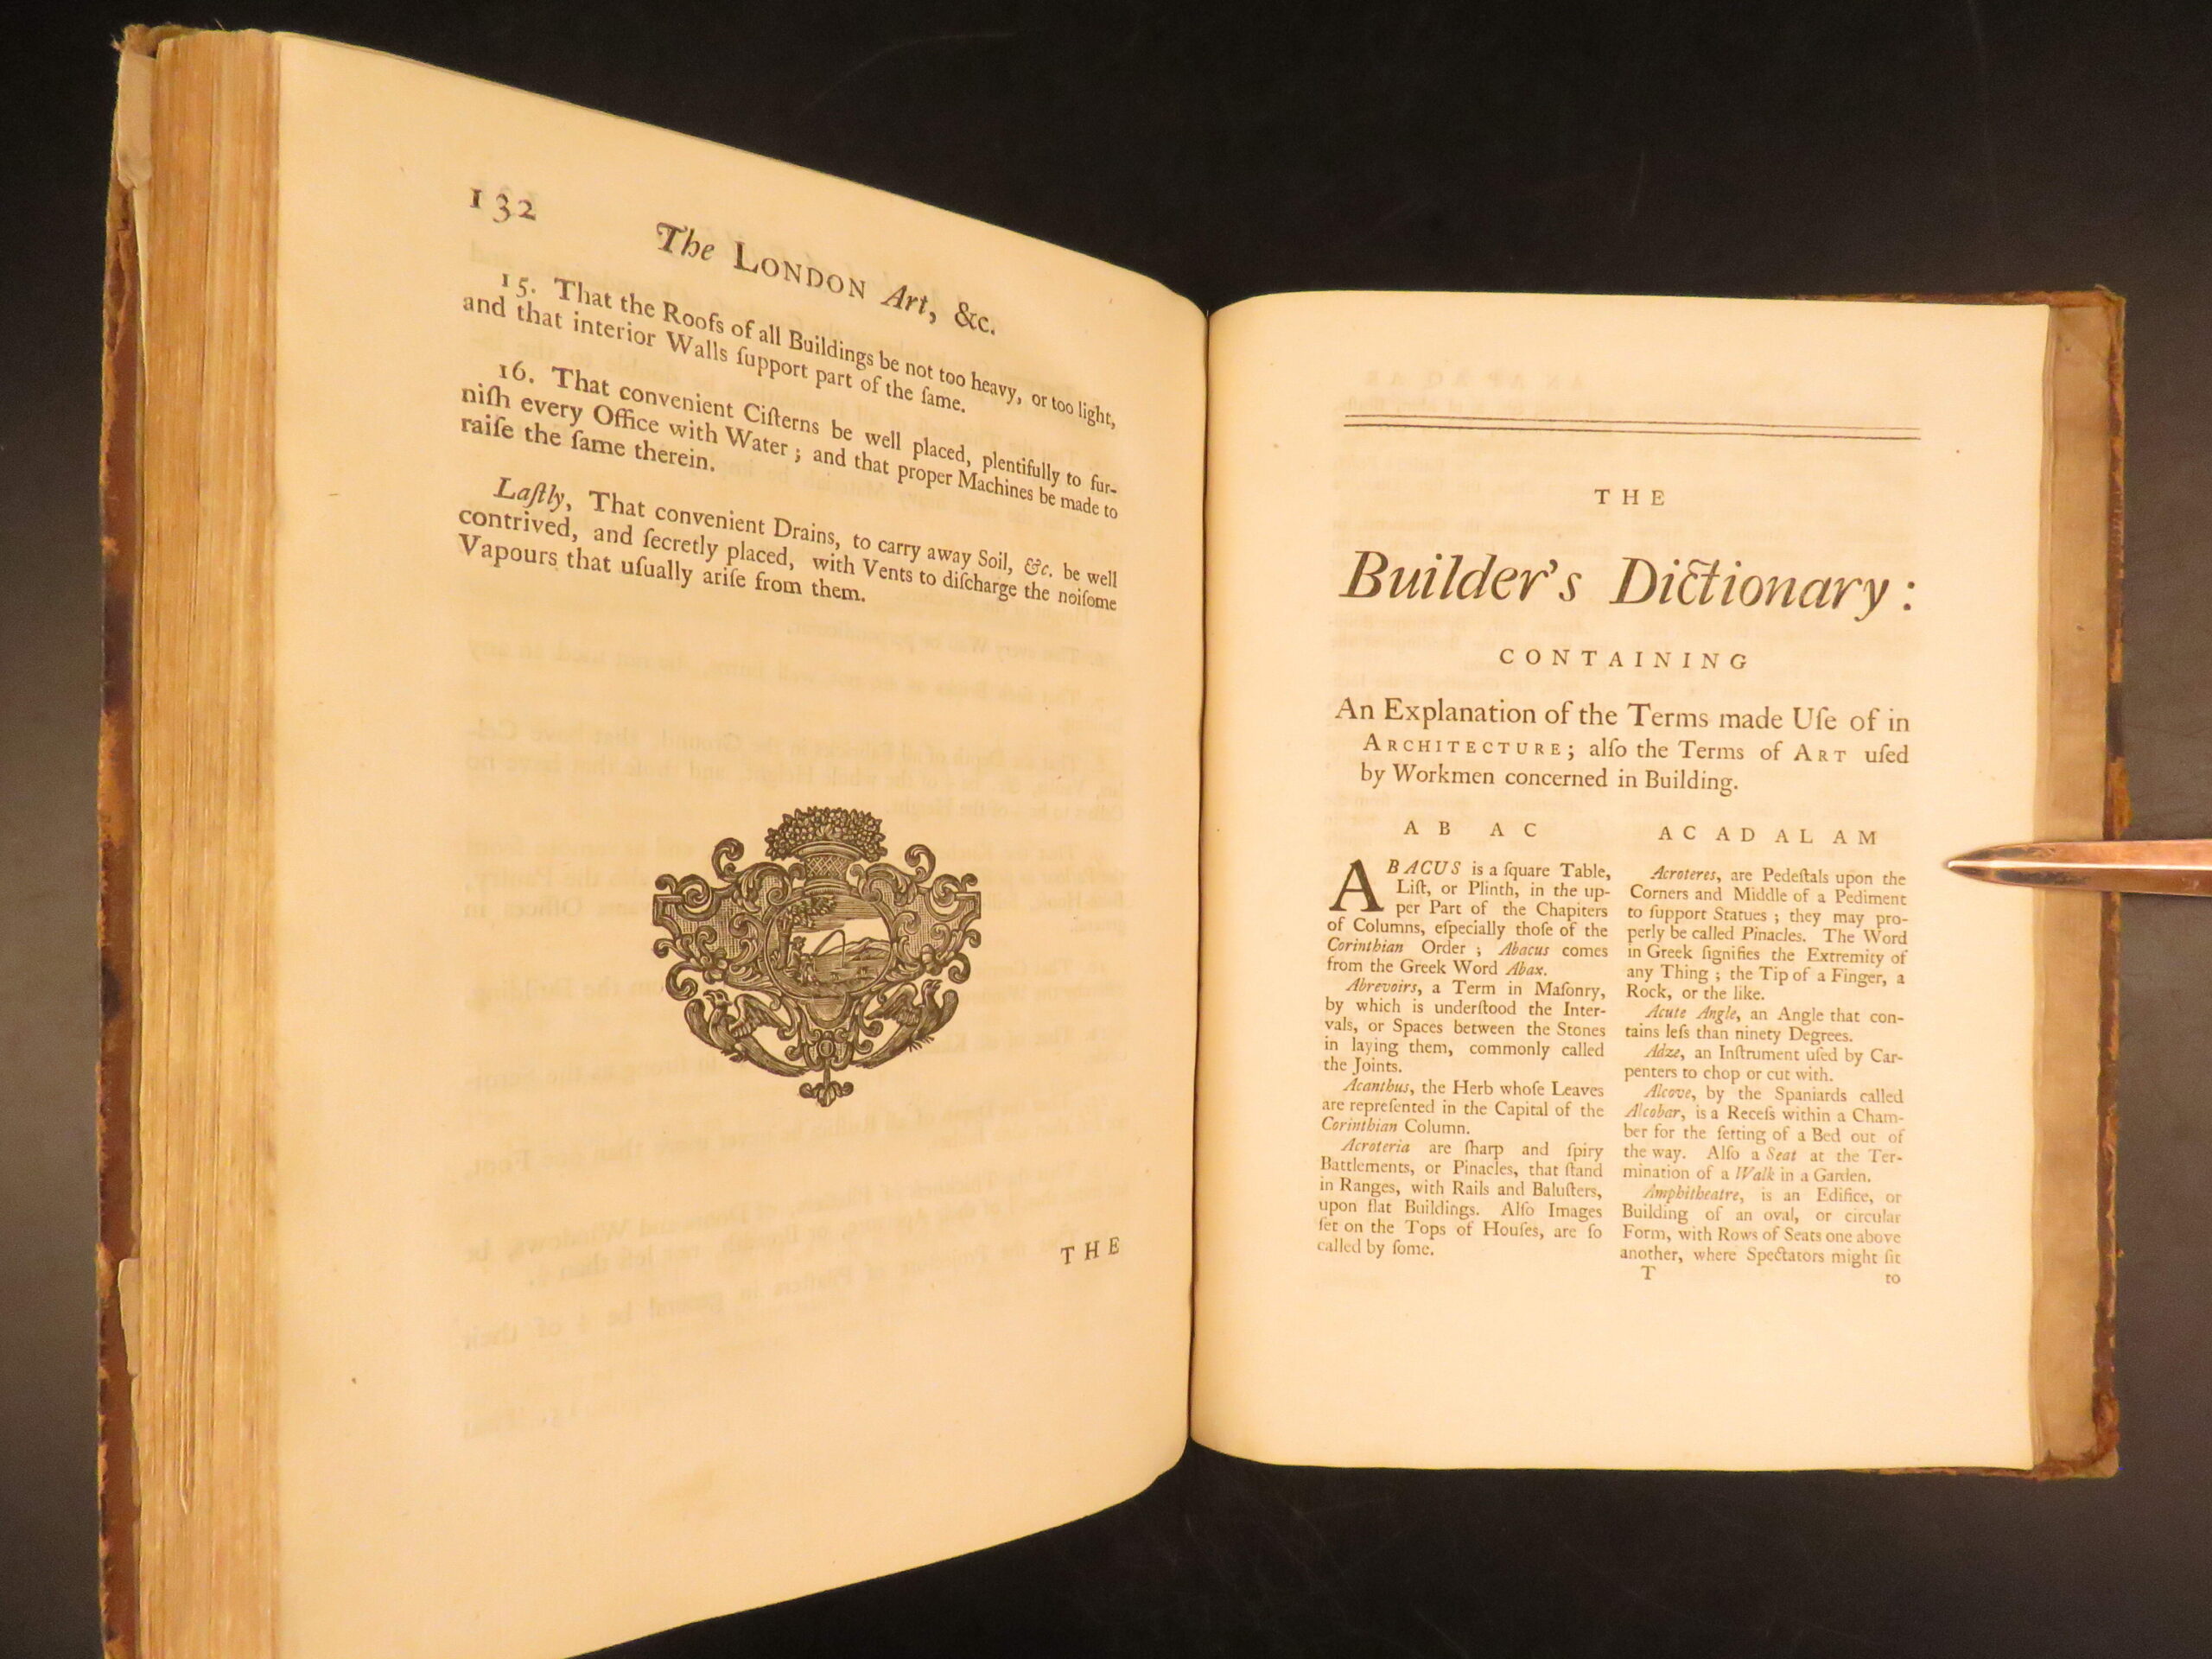 132
The LONDON Art, &c.
15. That the Roofs of all Buildings be not too heavy, or too light,
and that interior Walls ſupport part of the ſame.
16. That convenient Ciſterns be well placed, plentifully to fur-
niſh every Office with Water ; and that proper Machines be made to
raiſe the ſame therein.
Laſtly, That convenient Drains, to carry away Soil, &c. be well
contrived, and ſecretly placed, with Vents to diſcharge the noiſome
Vapours that uſually ariſe from them.
THE
THE
Builder's Dictionary :
CONTAINING
An Explanation of the Terms made Uſe of in
ARCHITECTURE; alſo the Terms of ART uſed
by Workmen concerned in Building.
AB AC
ABACUS is a ſquare Table,
Liſt, or Plinth, in the up-
per Part of the Chapiters
of Columns, eſpecially thoſe of the
Corinthian Order ; Abacus comes
from the Greek Word Abax.
Abrevoirs, a Term in Maſonry,
by which is underſtood the Inter-
vals, or Spaces between the Stones
in laying them, commonly called
the Joints.
Acanthus, the Herb whoſe Leaves
are repreſented in the Capital of the
Corinthian Column.
Acroteria are ſharp and ſpiry
Battlements, or Pinacles, that ſtand
in Ranges, with Rails and Baluſters,
upon flat Buildings. Alſo Images
ſet on the Tops of Houſes, are ſo
called by ſome.
AC AD AL AM
Acroteres, are Pedeſtals upon the
Corners and Middle of a Pediment
to ſupport Statues ; they may pro-
perly be called Pinacles. The Word
in Greek ſignifies the Extremity of
any Thing ; the Tip of a Finger, a
Rock, or the like.
Acute Angle, an Angle that con-
tains leſs than ninety Degrees.
Adze, an Inſtrument uſed by Car-
penters to chop or cut with.
Alcove, by the Spaniards called
Alcobar, is a Receſs within a Cham-
ber for the ſetting of a Bed out of
the way. Alſo a Seat at the Ter-
mination of a Walk in a Garden.
Amphitheatre, is an Edifice, or
Building of an oval, or circular
Form, with Rows of Seats one above
another, where Spectators might ſit
T
to